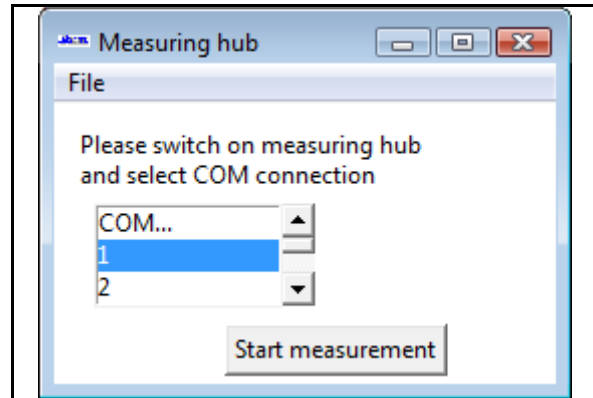 Measuring hub
File
Please switch on measuring hub
and select COM connection
COM...
1
2
Start measurement